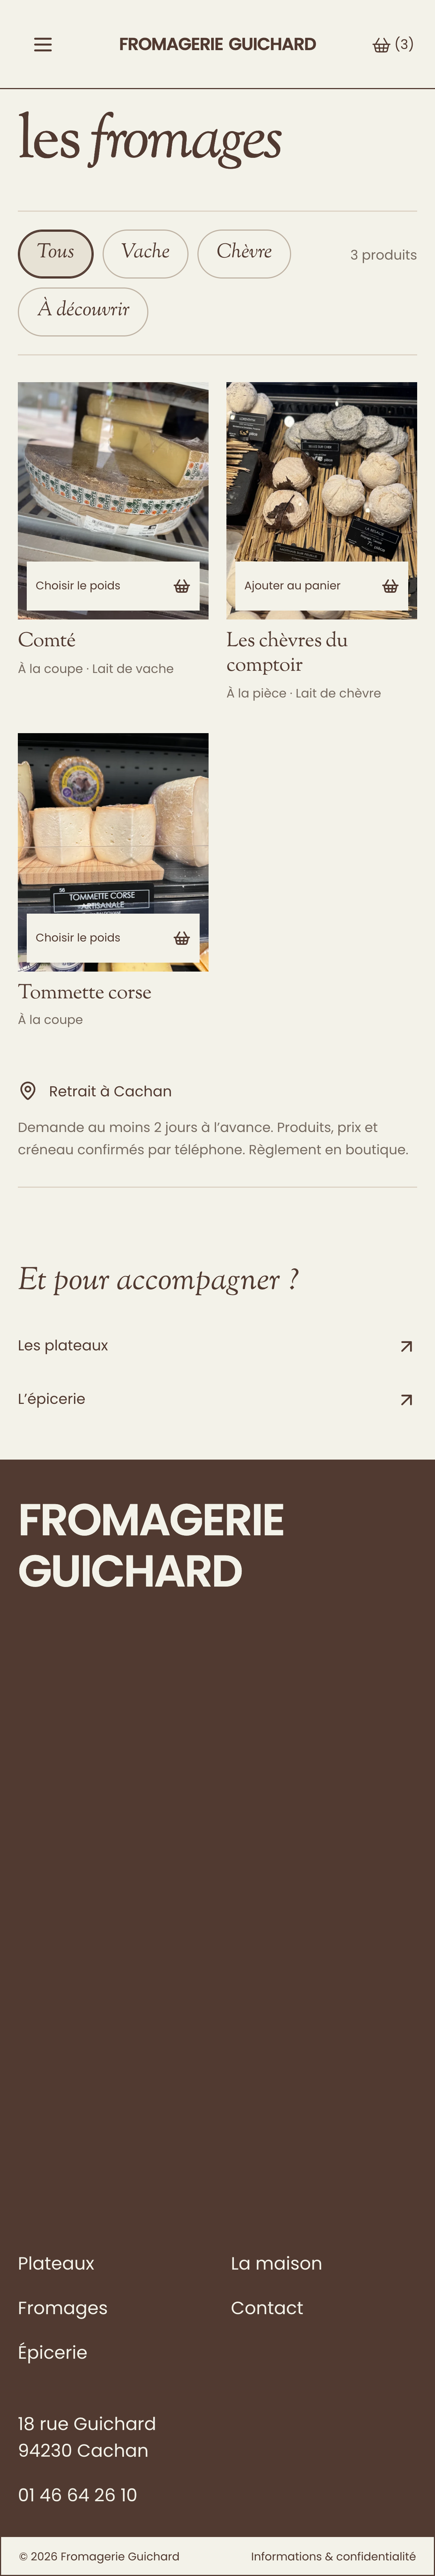 FROMAGERIE GUICHARD
(3)
les fromages
Tous
Vache
Chèvre
3 produits
À découvrir
Choisir le poids
Ajouter au panier
Comté
À la coupe · Lait de vache
Les chèvres du
comptoir
À la pièce · Lait de chèvre
TOMMETTE CORSE
ARTISANALE
Choisir le poids
Tommette corse
À la coupe
Retrait à Cachan
Demande au moins 2 jours à l’avance. Produits, prix et
créneau confirmés par téléphone. Règlement en boutique.
Et pour accompagner ?
Les plateaux
L’épicerie
FROMAGERIE
GUICHARD
Plateaux
La maison
Fromages
Contact
Épicerie
18 rue Guichard
94230 Cachan
01 46 64 26 10
© 2026 Fromagerie Guichard
Informations & confidentialité